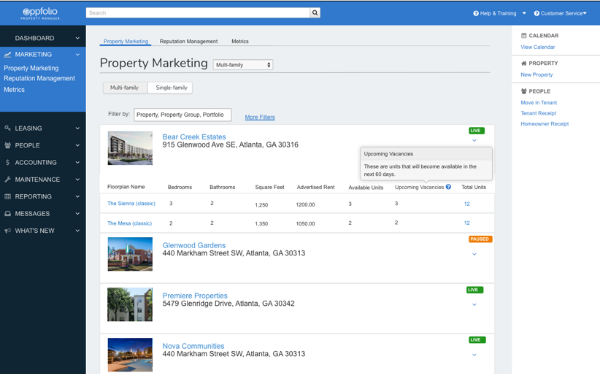 appfolio
PROPERTY MANAGER
Search
Help & Training
Customer Service
DASHBOARD
MARKETING
Property Marketing
Reputation Management
Metrics
LEASING
PEOPLE
$ ACCOUNTING
MAINTENANCE
REPORTING
MESSAGES
WHAT'S NEW
Property Marketing Reputation Management Metrics
Property Marketing Multi-family
Multi-family Single-family
Filter by: Property, Property Group, Portfolio More Filters
LIVE
Bear Creek Estates
915 Glenwood Ave SE, Atlanta, GA 30316
Upcoming Vacancies
These are units that will become available in the
next 60 days.
Floorplan Name Bedrooms Bathrooms Square Feet Advertised Rent Available Units Upcoming Vacancies ? Total Units
The Sienna (classic) 3 2 1,250 1200.00 3 3 12
The Mesa (classic) 2 2 1,350 1050.00 2 2 12
PAUSED
Glenwood Gardens
440 Markham Street SW, Atlanta, GA 30313
LIVE
Premiere Properties
5479 Glenridge Drive, Atlanta, GA 30342
LIVE
Nova Communities
440 Markham Street SW, Atlanta, GA 30313
CALENDAR
View Calendar
PROPERTY
New Property
PEOPLE
Move in Tenant
Tenant Receipt
Homeowner Receipt